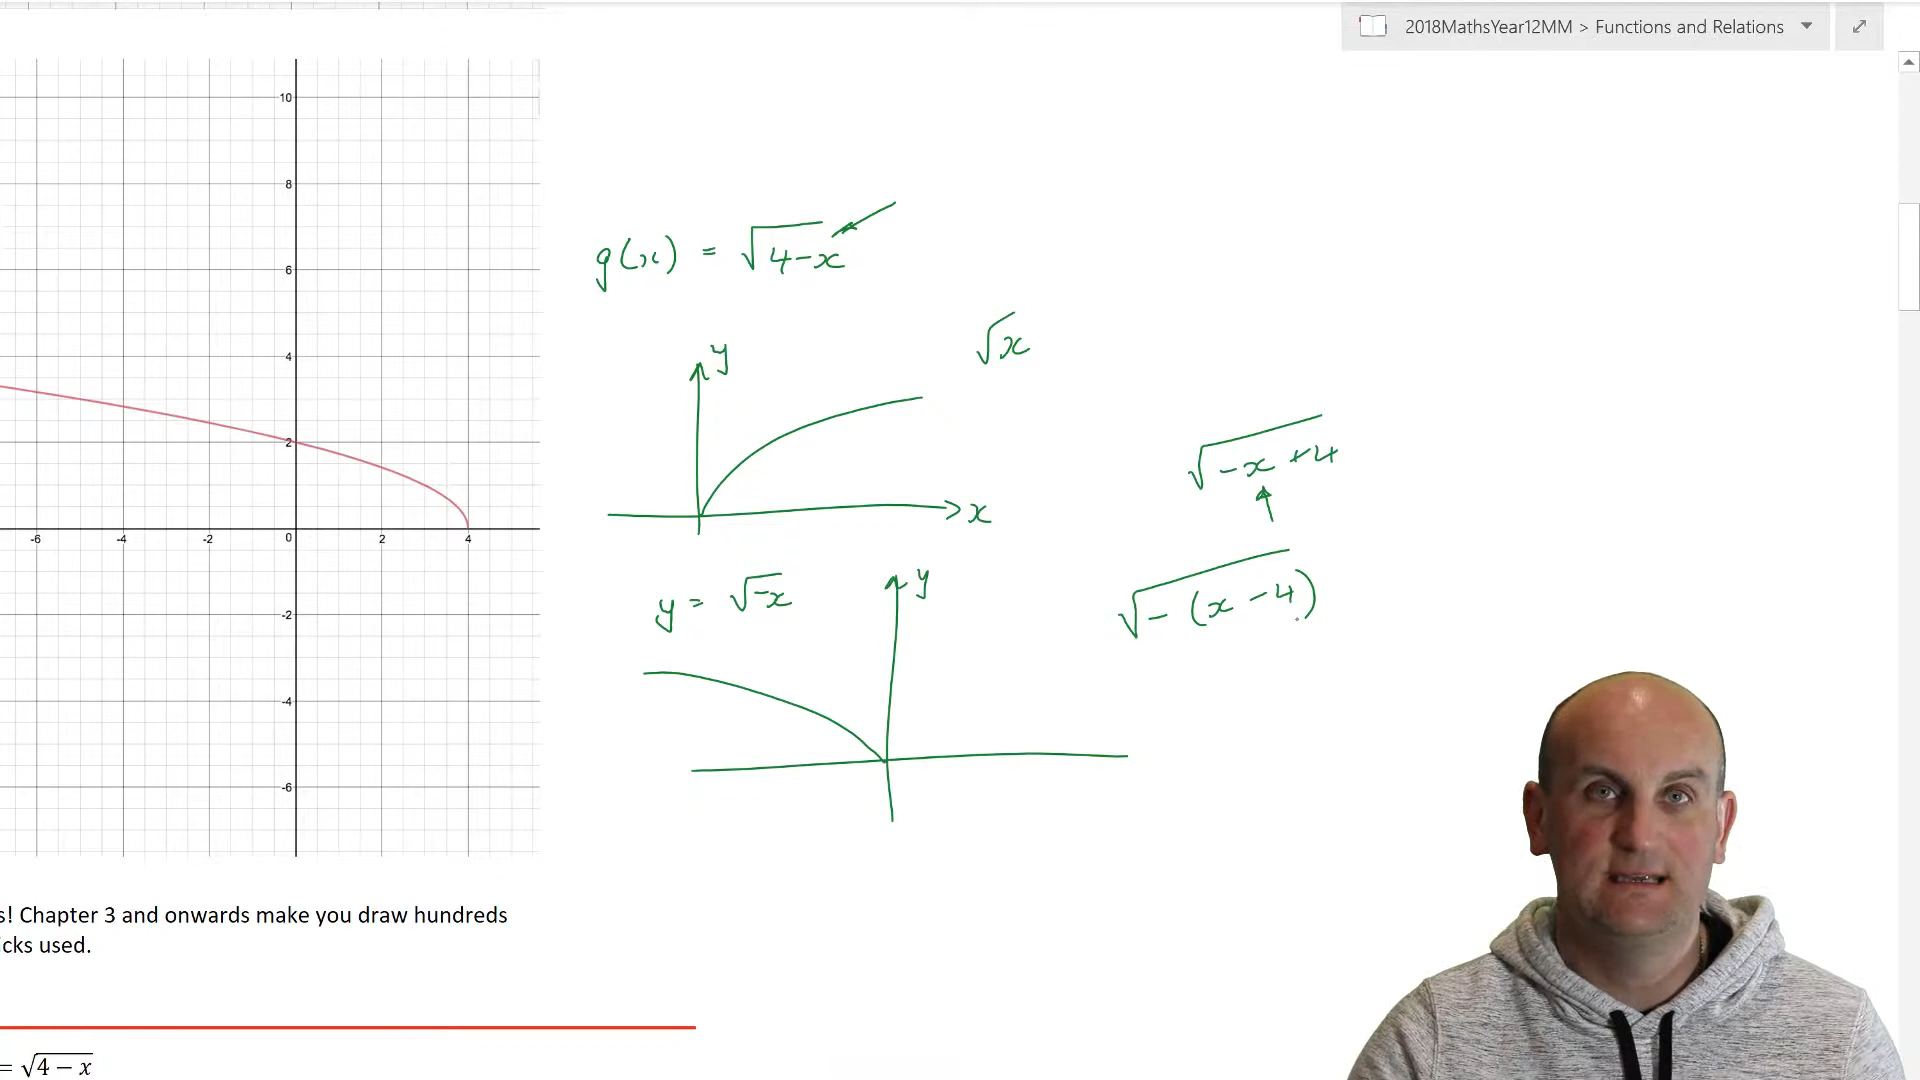 2018MathsYear12MM > Functions and Relations
10
8
6
4
2
-6 -4 -2 0 2 4
-2
-4
-6
g(x) = √4-x
√x
y
x
√-x +4
y = √-x
y
√-(x-4)
s! Chapter 3 and onwards make you draw hundreds
icks used.
= √4 − x